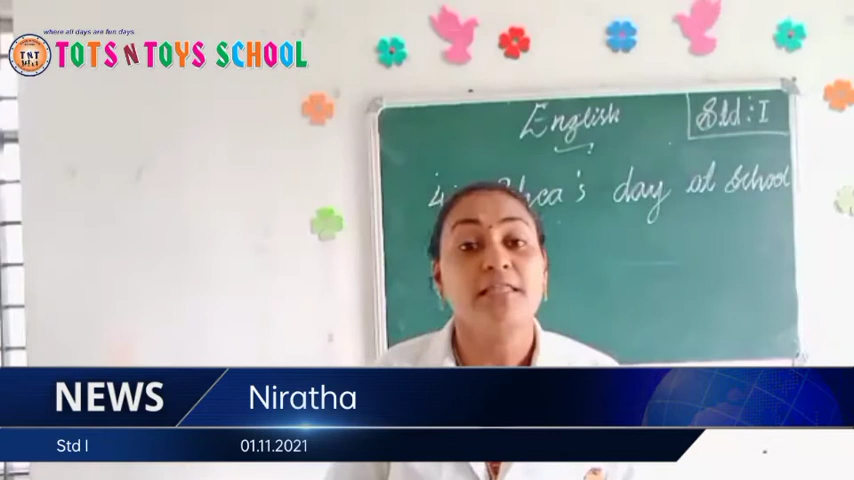 where all days are fun days
TNT
TOTS N TOYS SCHOOL
English
Std: I
day at school
NEWS
Niratha
Std I
01.11.2021